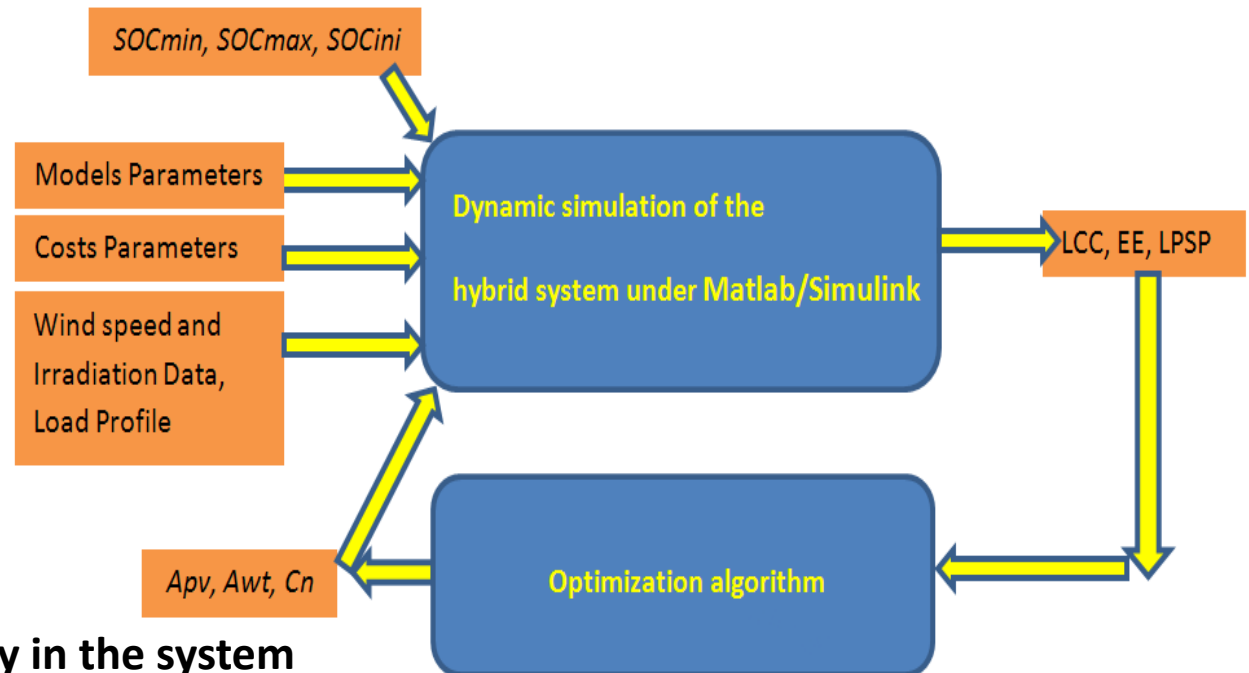 SOCmin, SOCmax, SOCini
Models Parameters
Costs Parameters
Wind speed and
Irradiation Data,
Load Profile
Dynamic simulation of the
hybrid system under Matlab/Simulink
LCC, EE, LPSP
Optimization algorithm
Apv, Awt, Cn
y in the system